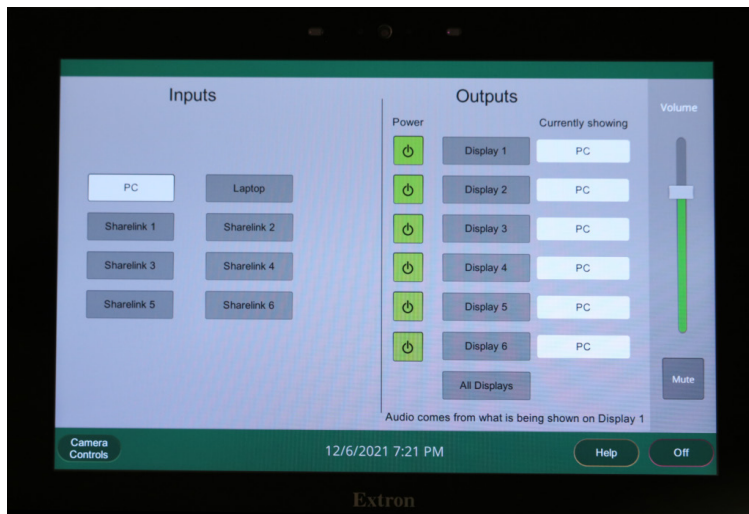 Inputs
Outputs
Volume
Power
Currently showing
Display 1
PC
PC
Laptop
Display 2
PC
Sharelink 1
Sharelink 2
Display 3
PC
Sharelink 3
Sharelink 4
Display 4
PC
Sharelink 5
Sharelink 6
Display 5
PC
Display 6
PC
All Displays
Mute
Audio comes from what is being shown on Display 1
Camera
Controls
12/6/2021 7:21 PM
Help
Off
Extron